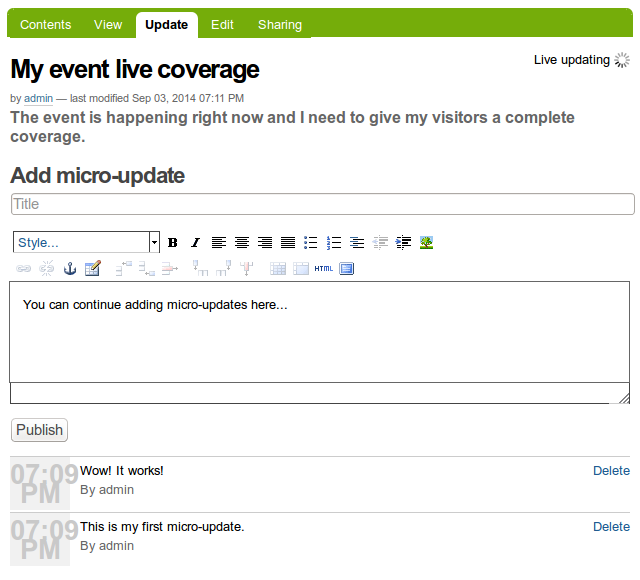 Contents View Update Edit Sharing
Live updating
My event live coverage
by admin — last modified Sep 03, 2014 07:11 PM
The event is happening right now and I need to give my visitors a complete
coverage.
Add micro-update
Title
Style...
B I
HTML
You can continue adding micro-updates here...
Publish
07:09
PM
Wow! It works!
Delete
By admin
07:09
PM
This is my first micro-update.
Delete
By admin